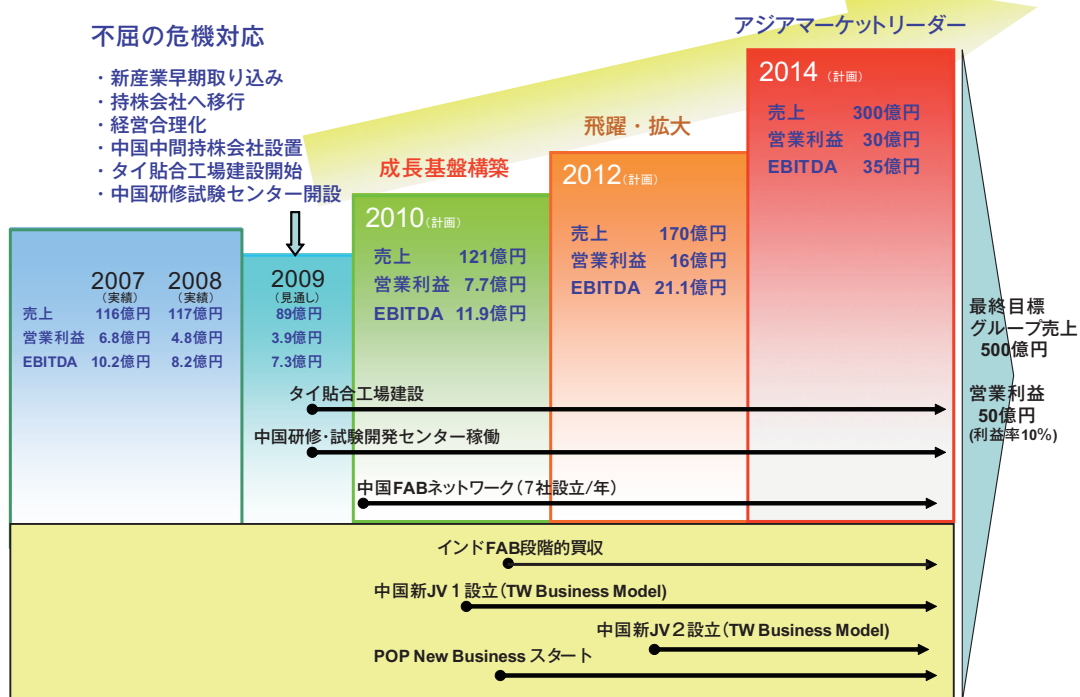 アジアマーケットリーダー
不屈の危機対応
・新産業早期取り込み
・持株会社へ移行
・経営合理化
・中国中間持株会社設置
・タイ貼合工場建設開始
・中国研修試験センター開設
2007 2008
(実績) (実績)
売上 116億円 117億円
営業利益 6.8億円 4.8億円
EBITDA 10.2億円 8.2億円
2009
(見通し)
89億円
3.9億円
7.3億円
成長基盤構築
2010(計画)
売上 121億円
営業利益 7.7億円
EBITDA 11.9億円
飛躍・拡大
2012(計画)
売上 170億円
営業利益 16億円
EBITDA 21.1億円
2014 (計画)
売上 300億円
営業利益 30億円
EBITDA 35億円
最終目標
グループ売上
500億円
営業利益
50億円
(利益率10%)
タイ貼合工場建設
中国研修・試験開発センター稼働
中国FABネットワーク(7社設立/年)
インドFAB段階的買収
中国新JV1設立(TW Business Model)
中国新JV2設立(TW Business Model)
POP New Business スタート